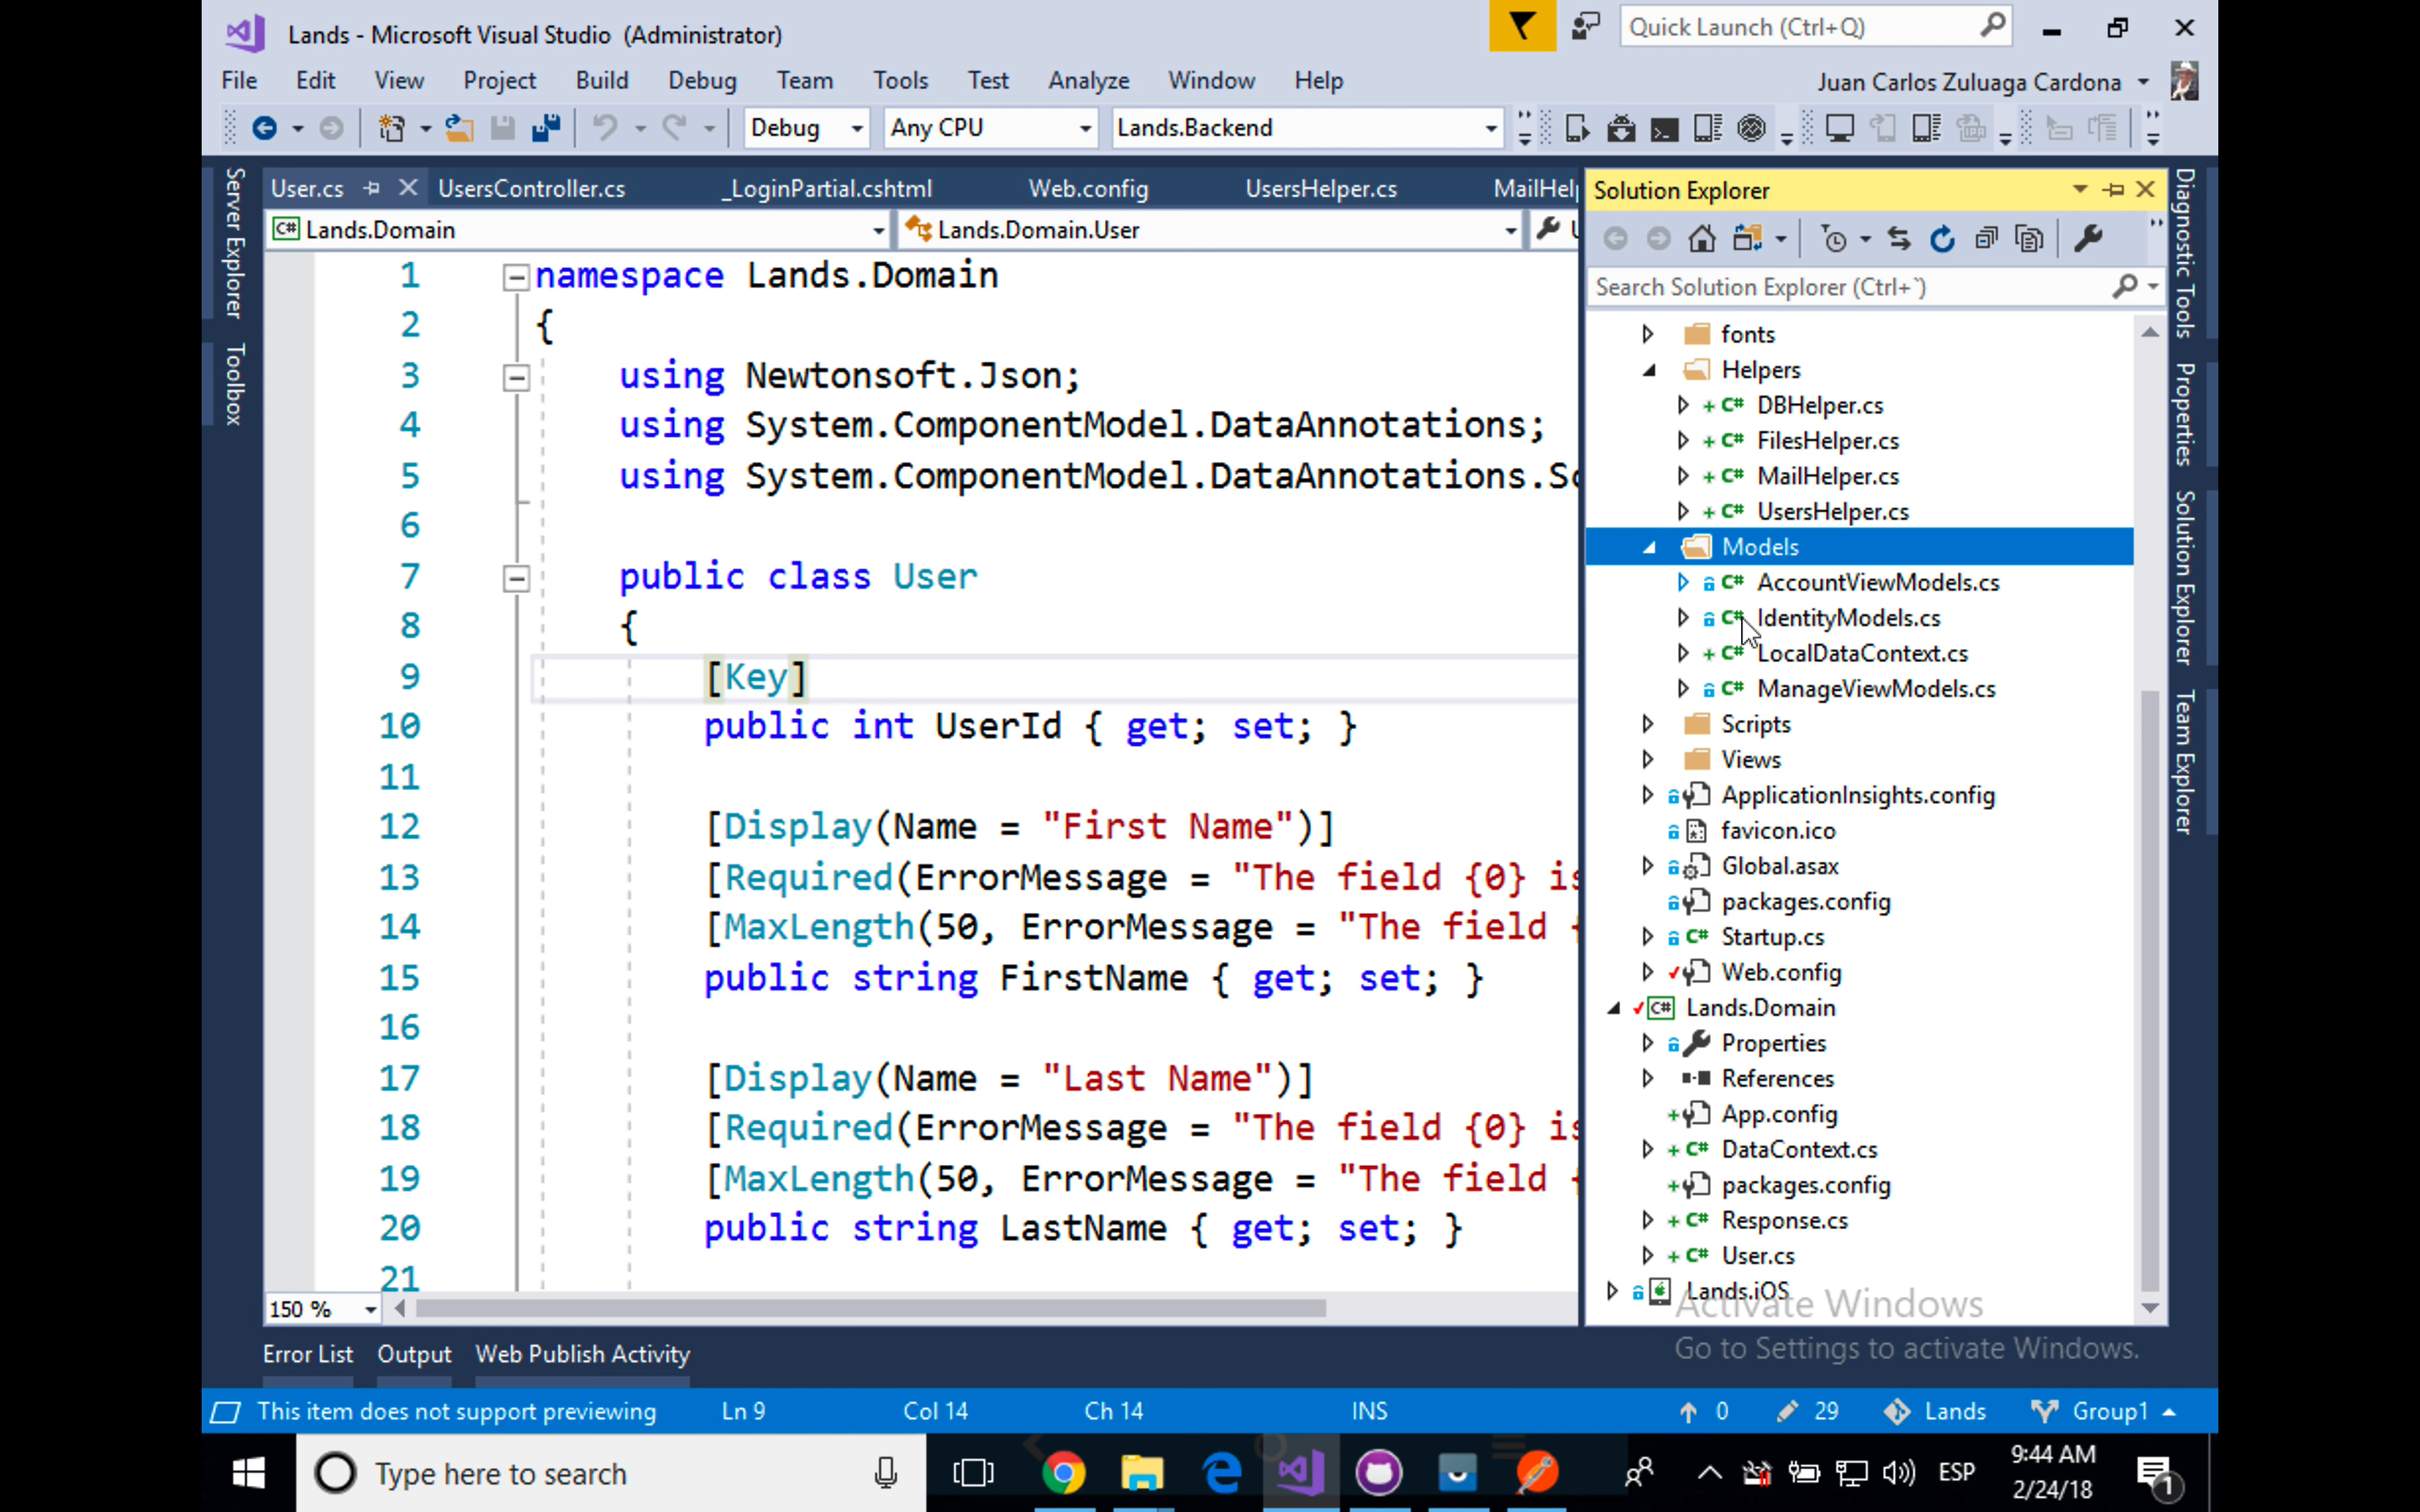 Lands - Microsoft Visual Studio (Administrator)
Quick Launch (Ctrl+Q)
File Edit View Project Build Debug Team Tools Test Analyze Window Help
Juan Carlos Zuluaga Cardona
Debug Any CPU Lands.Backend
Server Explorer
Toolbox
User.cs UsersController.cs _LoginPartial.cshtml Web.config UsersHelper.cs MailHelp
Lands.Domain Lands.Domain.User
1 namespace Lands.Domain
2 {
3 using Newtonsoft.Json;
4 using System.ComponentModel.DataAnnotations;
5 using System.ComponentModel.DataAnnotations.Sc
6
7 public class User
8 {
9 [Key]
10 public int UserId { get; set; }
11
12 [Display(Name = "First Name")]
13 [Required(ErrorMessage = "The field {0} is
14 [MaxLength(50, ErrorMessage = "The field {
15 public string FirstName { get; set; }
16
17 [Display(Name = "Last Name")]
18 [Required(ErrorMessage = "The field {0} is
19 [MaxLength(50, ErrorMessage = "The field {
20 public string LastName { get; set; }
21
150 %
Solution Explorer
Search Solution Explorer (Ctrl+`)
fonts
Helpers
C# DBHelper.cs
C# FilesHelper.cs
C# MailHelper.cs
C# UsersHelper.cs
Models
C# AccountViewModels.cs
C# IdentityModels.cs
C# LocalDataContext.cs
C# ManageViewModels.cs
Scripts
Views
ApplicationInsights.config
favicon.ico
Global.asax
packages.config
C# Startup.cs
Web.config
C# Lands.Domain
Properties
References
App.config
C# DataContext.cs
packages.config
C# Response.cs
C# User.cs
Lands.iOS
Activate Windows
Go to Settings to activate Windows.
Diagnostic Tools
Properties
Solution Explorer
Team Explorer
Error List Output Web Publish Activity
This item does not support previewing Ln 9 Col 14 Ch 14 INS 0 29 Lands Group1
Type here to search
ESP
9:44 AM
2/24/18
1